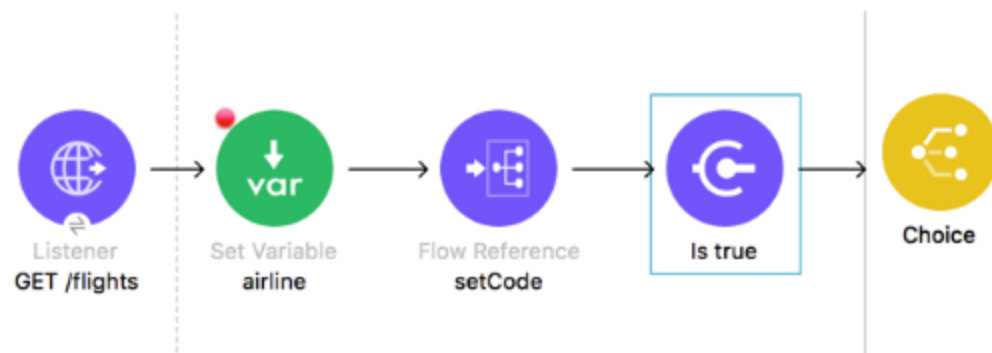 var
Listener
GET /flights
Set Variable
airline
Flow Reference
setCode
Is true
Choice